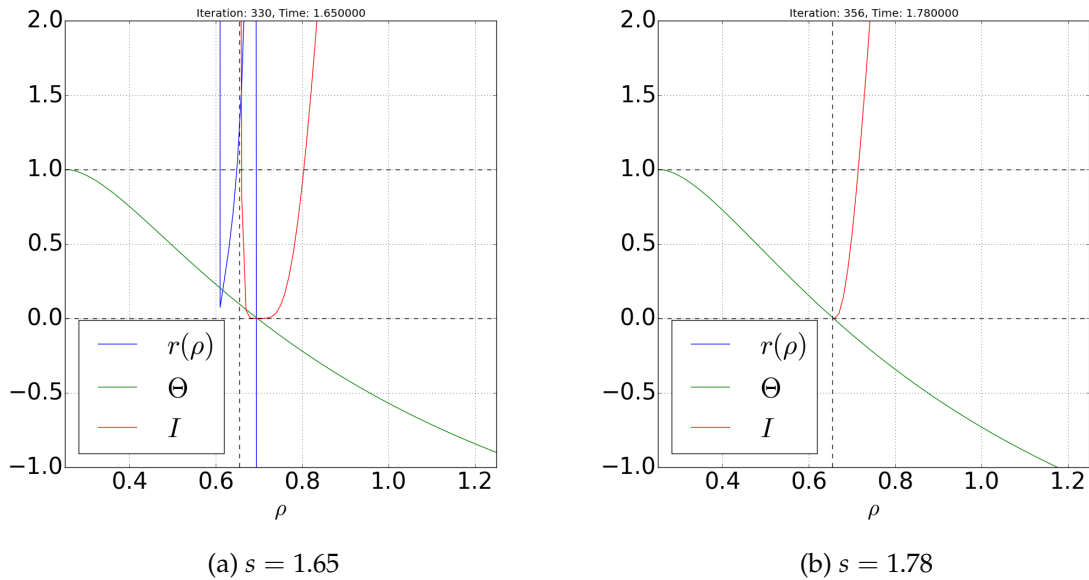 Iteration: 330, Time: 1.650000
2.0
1.5
1.0
0.5
0.0
−0.5
−1.0
r(ρ)
Θ
I
0.4 0.6 0.8 1.0 1.2
ρ
(a) s = 1.65
Iteration: 356, Time: 1.780000
2.0
1.5
1.0
0.5
0.0
−0.5
−1.0
r(ρ)
Θ
I
0.4 0.6 0.8 1.0 1.2
ρ
(b) s = 1.78